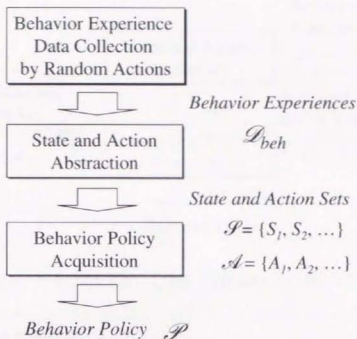 Behavior Experience
Data Collection
by Random Actions
Behavior Experiences
𝒟beh
State and Action
Abstraction
State and Action Sets
𝒮 = {S1, S2, …}
𝒜 = {A1, A2, …}
Behavior Policy
Acquisition
Behavior Policy 𝒫